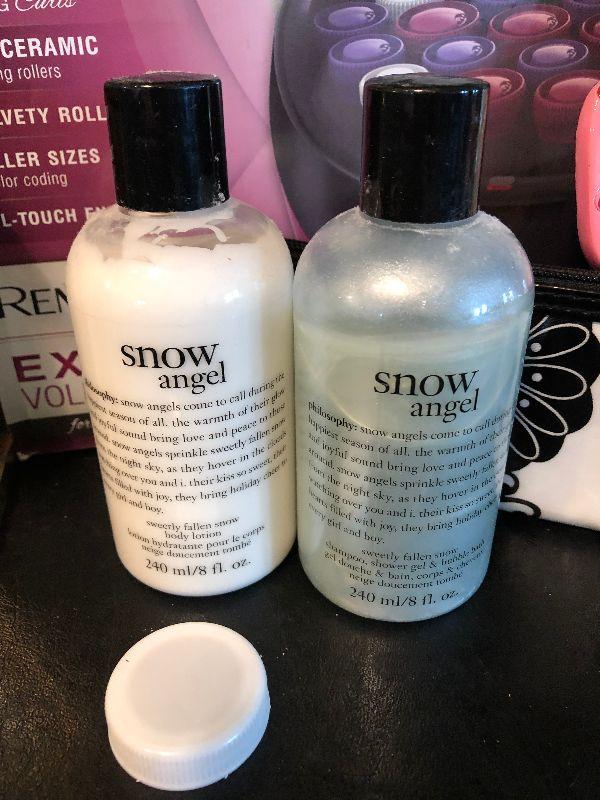 G Curls
CERAMIC
ng rollers
LVETY ROLL
LLER SIZES
lor coding
L-TOUCH
REM
EX
VOL
for
snow
angel
philosophy: snow angels come to call during the
happiest season of all. the warmth of their glow
and joyful sound bring love and peace to those
around. snow angels sprinkle sweetly fallen snow
from the night sky, as they hover in the clouds
watching over you and i. their kiss so sweet, their
hearts filled with joy, they bring holiday cheer to
every girl and boy.
sweetly fallen snow
body lotion
lotion hydratante pour le corps
neige doucement tombé
240 ml/8 fl. oz.
snow
angel
philosophy: snow angels come to call during
happiest season of all. the warmth of their
and joyful sound bring love and peace to
around. snow angels sprinkle sweetly fallen
from the night sky, as they hover in the
watching over you and i. their kiss so sweet,
hearts filled with joy, they bring holiday cheer
every girl and boy.
sweetly fallen snow
shampoo, shower gel & bubble bath
gel douche & bain, corps & cheveux
neige doucement tombé
240 ml/8 fl. oz.